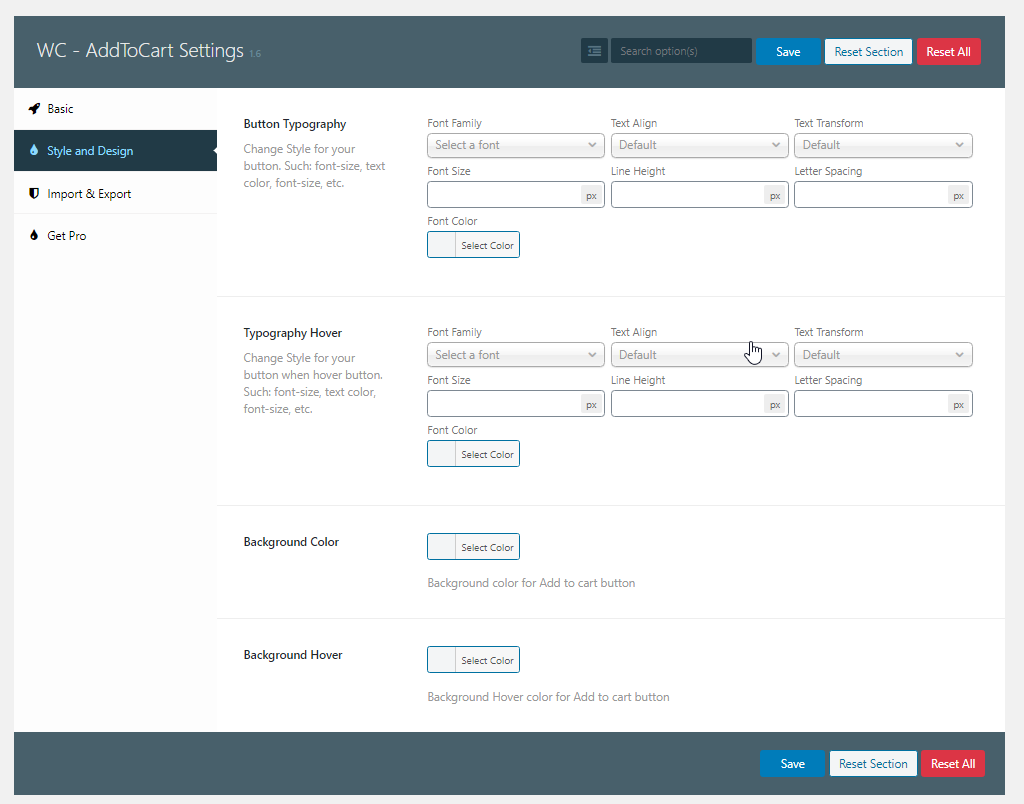 WC - AddToCart Settings 1.6
Search option(s)
Save
Reset Section
Reset All
Basic
Style and Design
Import & Export
Get Pro
Button Typography
Change Style for your
button. Such: font-size, text
color, font-size, etc.
Font Family
Text Align
Text Transform
Select a font
Default
Default
Font Size
Line Height
Letter Spacing
px
px
px
Font Color
Select Color
Typography Hover
Change Style for your
button when hover button.
Such: font-size, text color,
font-size, etc.
Font Family
Text Align
Text Transform
Select a font
Default
Default
Font Size
Line Height
Letter Spacing
px
px
px
Font Color
Select Color
Background Color
Select Color
Background color for Add to cart button
Background Hover
Select Color
Background Hover color for Add to cart button
Save
Reset Section
Reset All